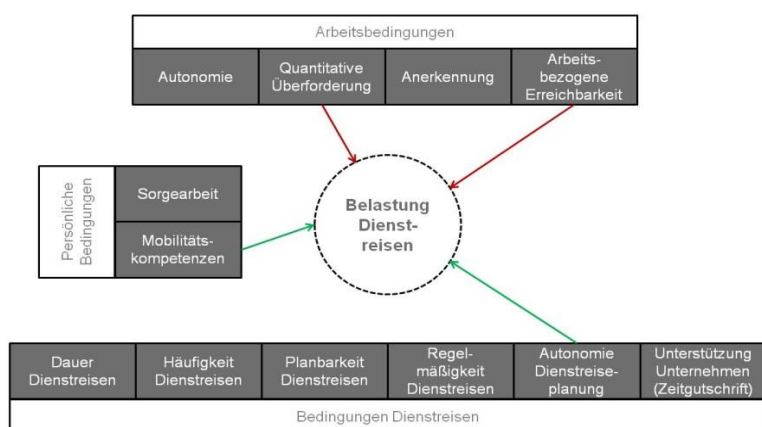 Arbeitsbedingungen
Autonomie
Quantitative
Überforderung
Anerkennung
Arbeits-
bezogene
Erreichbarkeit
Persönliche
Bedingungen
Sorgearbeit
Mobilitäts-
kompetenzen
Belastung
Dienst-
reisen
Dauer
Dienstreisen
Häufigkeit
Dienstreisen
Planbarkeit
Dienstreisen
Regel-
mäßigkeit
Dienstreisen
Autonomie
Dienstreise-
planung
Unterstützung
Unternehmen
(Zeitgutschrift)
Bedingungen Dienstreisen